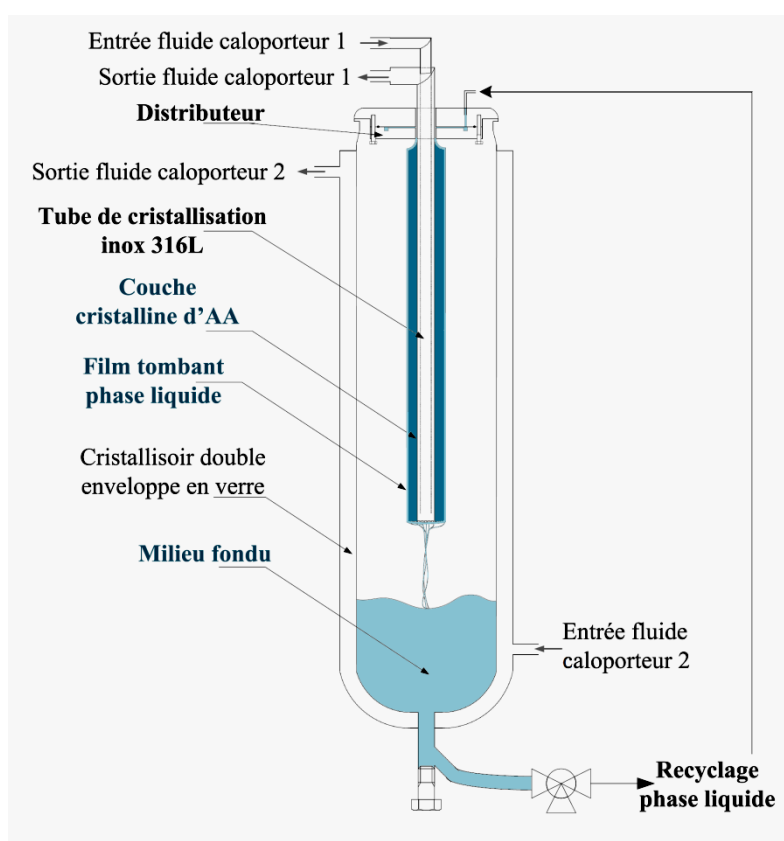 Entrée fluide caloporteur 1
Sortie fluide caloporteur 1
Distributeur
Sortie fluide caloporteur 2
Tube de cristallisation
inox 316L
Couche
cristalline d’AA
Film tombant
phase liquide
Cristallisoir double
enveloppe en verre
Milieu fondu
Entrée fluide
caloporteur 2
Recyclage
phase liquide